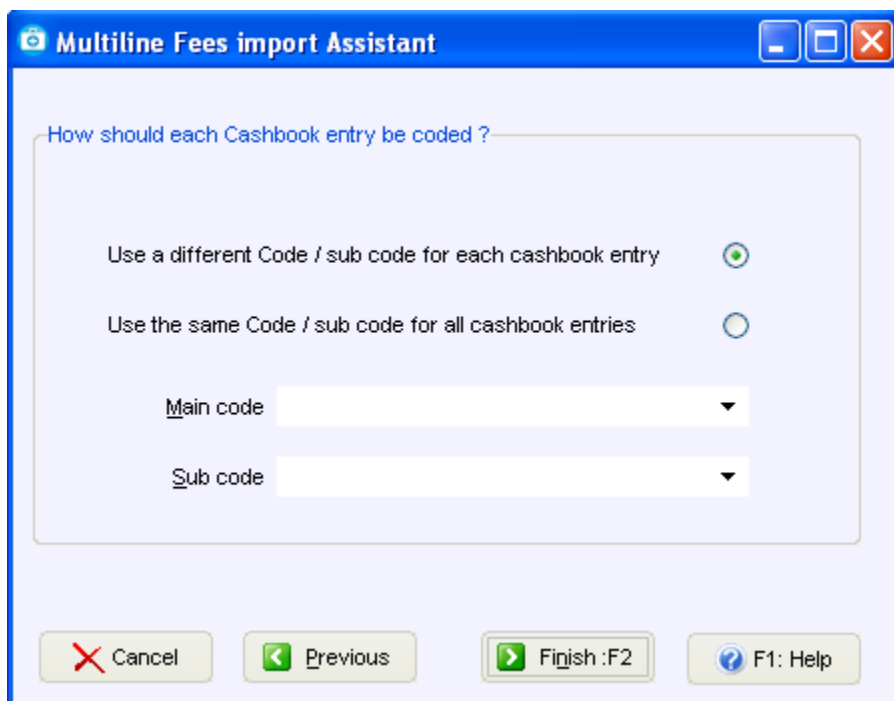 Multiline Fees import Assistant
How should each Cashbook entry be coded ?
Use a different Code / sub code for each cashbook entry
Use the same Code / sub code for all cashbook entries
Main code
Sub code
Cancel
Previous
Finish :F2
F1: Help